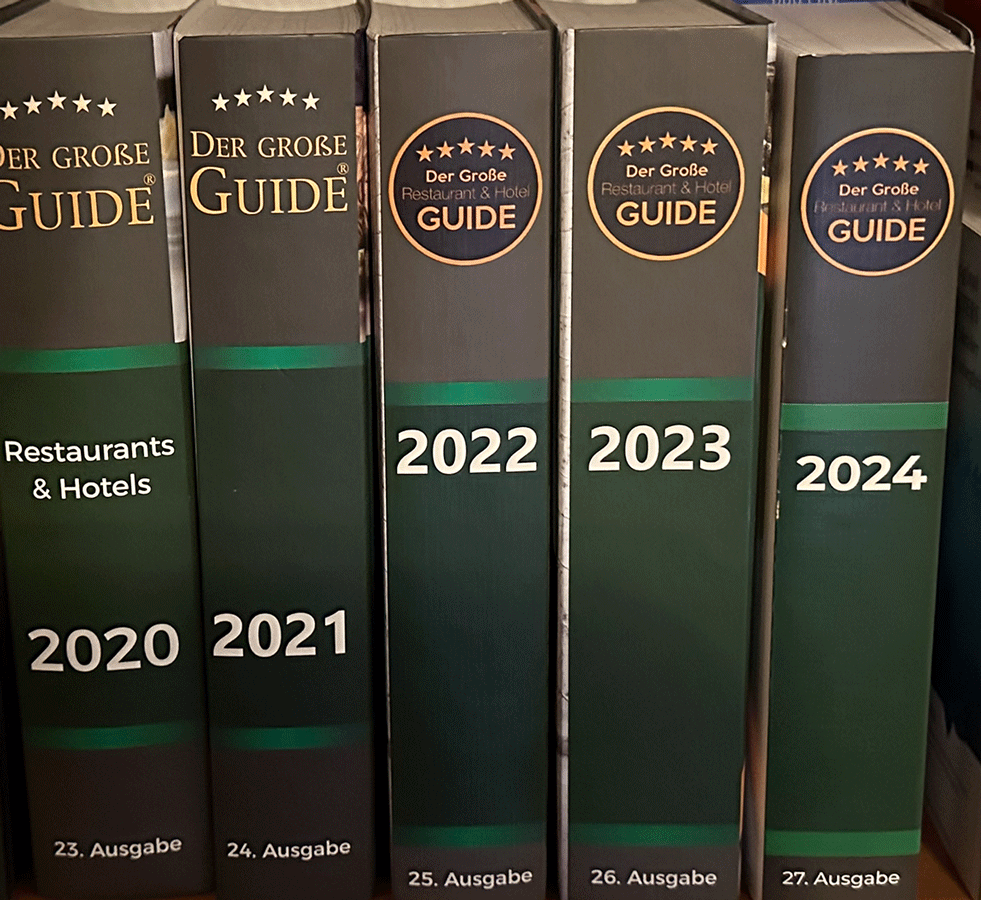 DER GROßE
GUIDE®
Restaurants
& Hotels
2020
23. Ausgabe
DER GROßE
GUIDE®
2021
24. Ausgabe
Der Große
Restaurant & Hotel
GUIDE
2022
25. Ausgabe
Der Große
Restaurant & Hotel
GUIDE
2023
26. Ausgabe
Der Große
Restaurant & Hotel
GUIDE
2024
27. Ausgabe